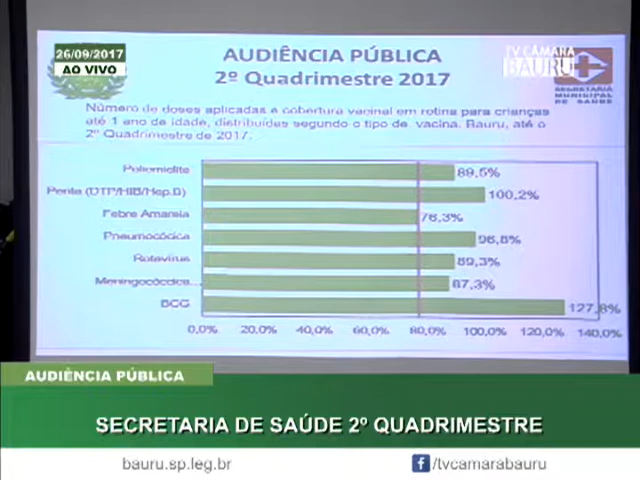 26/09/2017
AO VIVO
AUDIÊNCIA PÚBLICA
2º Quadrimestre 2017
TV CÂMARA
BAURU
SECRETARIA
MUNICIPAL
DE SAÚDE
Número de doses aplicadas e cobertura vacinal em rotina para crianças
até 1 ano de idade, distribuídas segundo o tipo de vacina. Bauru, até o
2º Quadrimestre de 2017.
Poliomielite 89,5%
Penta (DTP/HIB/Hep.B) 100,2%
Febre Amarela 76,3%
Pneumocócica 96,8%
Rotavírus 89,3%
Meningocócica... 87,3%
BCG 127,8%
0,0% 20,0% 40,0% 60,0% 80,0% 100,0% 120,0% 140,0%
AUDIÊNCIA PÚBLICA
SECRETARIA DE SAÚDE 2º QUADRIMESTRE
bauru.sp.leg.br
f/tvcamarabauru